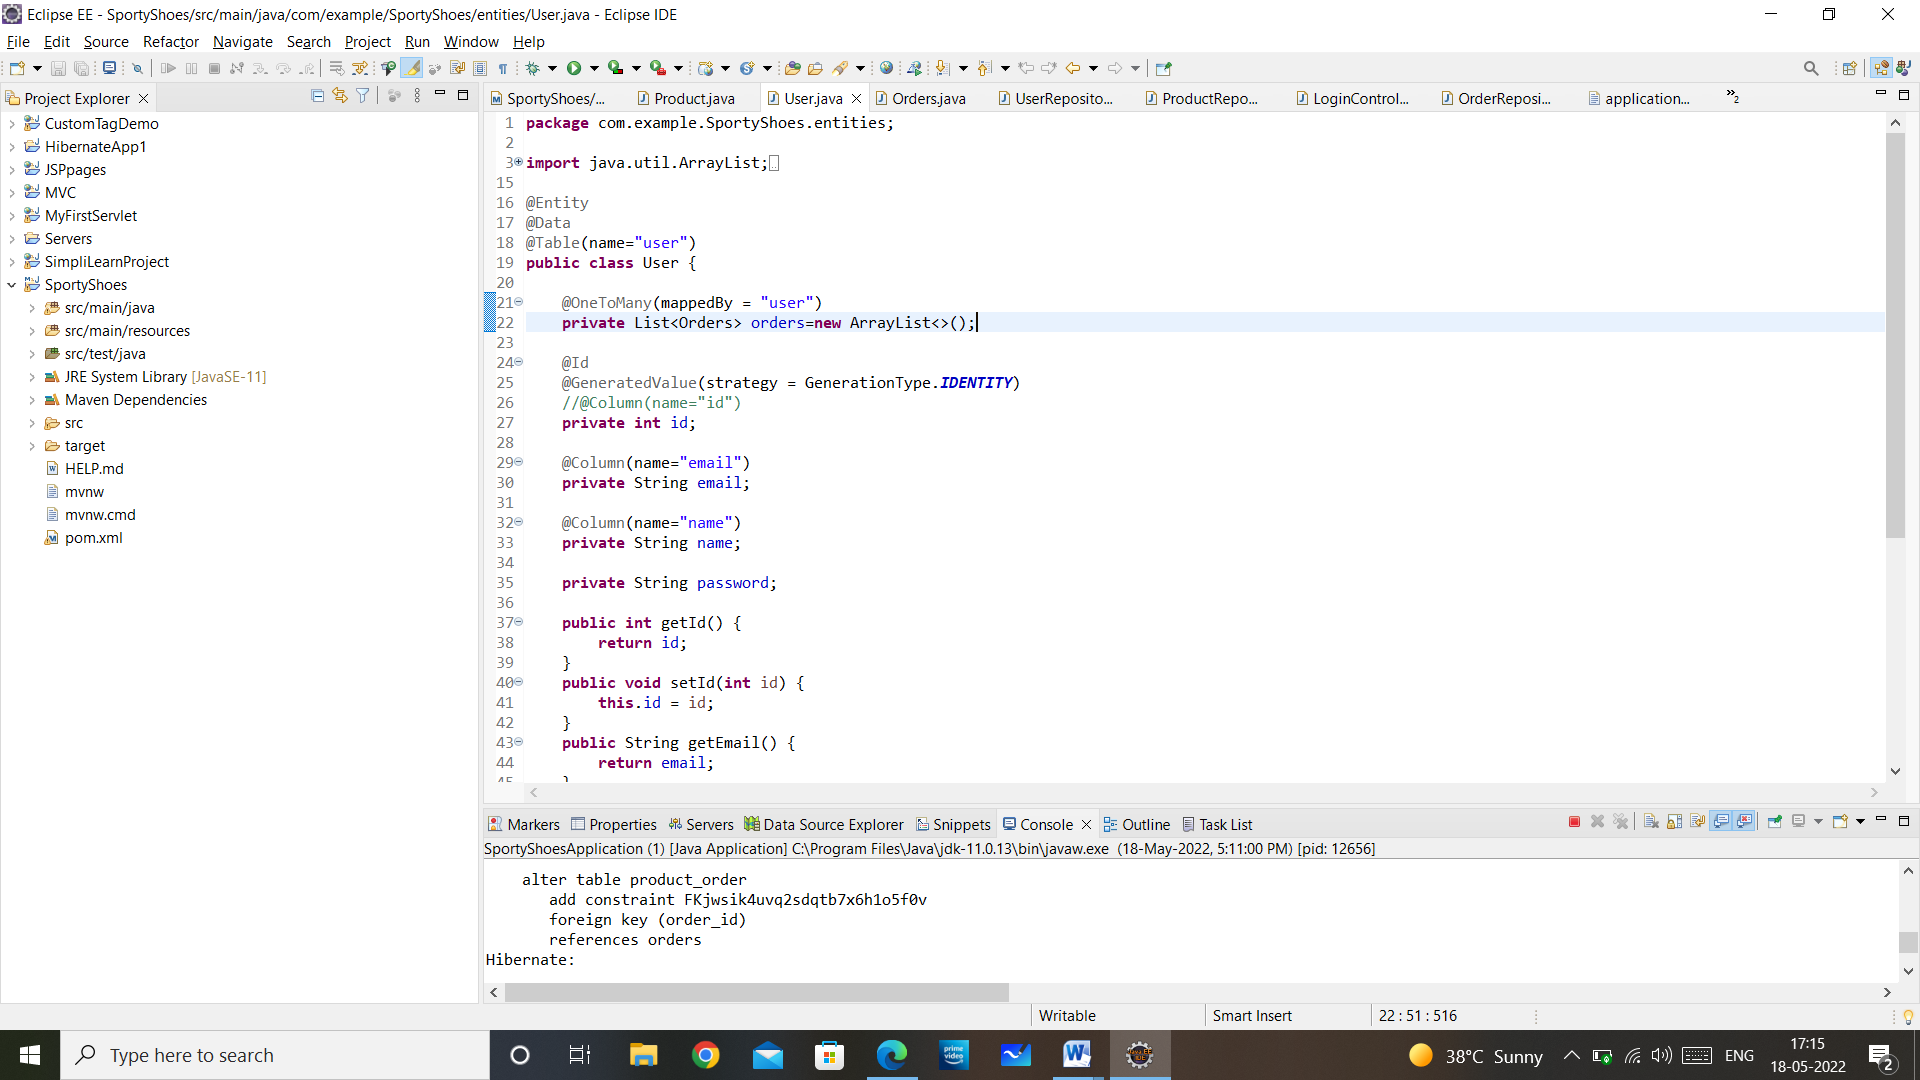 Eclipse EE - SportyShoes/src/main/java/com/example/SportyShoes/entities/User.java - Eclipse IDE
File Edit Source Refactor Navigate Search Project Run Window Help
Project Explorer
CustomTagDemo
HibernateApp1
JSPpages
MVC
MyFirstServlet
Servers
SimpliLearnProject
SportyShoes
src/main/java
src/main/resources
src/test/java
JRE System Library [JavaSE-11]
Maven Dependencies
src
target
HELP.md
mvnw
mvnw.cmd
pom.xml
SportyShoes/... Product.java User.java Orders.java UserReposito... ProductRepo... LoginControl... OrderReposi... application... »2
1 package com.example.SportyShoes.entities;
2
3 import java.util.ArrayList;
15
16 @Entity
17 @Data
18 @Table(name="user")
19 public class User {
20
21 @OneToMany(mappedBy = "user")
22 private List<Orders> orders=new ArrayList<>();
23
24 @Id
25 @GeneratedValue(strategy = GenerationType.IDENTITY)
26 //@Column(name="id")
27 private int id;
28
29 @Column(name="email")
30 private String email;
31
32 @Column(name="name")
33 private String name;
34
35 private String password;
36
37 public int getId() {
38 return id;
39 }
40 public void setId(int id) {
41 this.id = id;
42 }
43 public String getEmail() {
44 return email;
45 }
Markers Properties Servers Data Source Explorer Snippets Console Outline Task List
SportyShoesApplication (1) [Java Application] C:\Program Files\Java\jdk-11.0.13\bin\javaw.exe (18-May-2022, 5:11:00 PM) [pid: 12656]
alter table product_order
add constraint FKjwsik4uvq2sdqtb7x6h1o5f0v
foreign key (order_id)
references orders
Hibernate:
Writable Smart Insert 22 : 51 : 516
Type here to search
prime video
38°C Sunny
ENG
17:15
18-05-2022
2